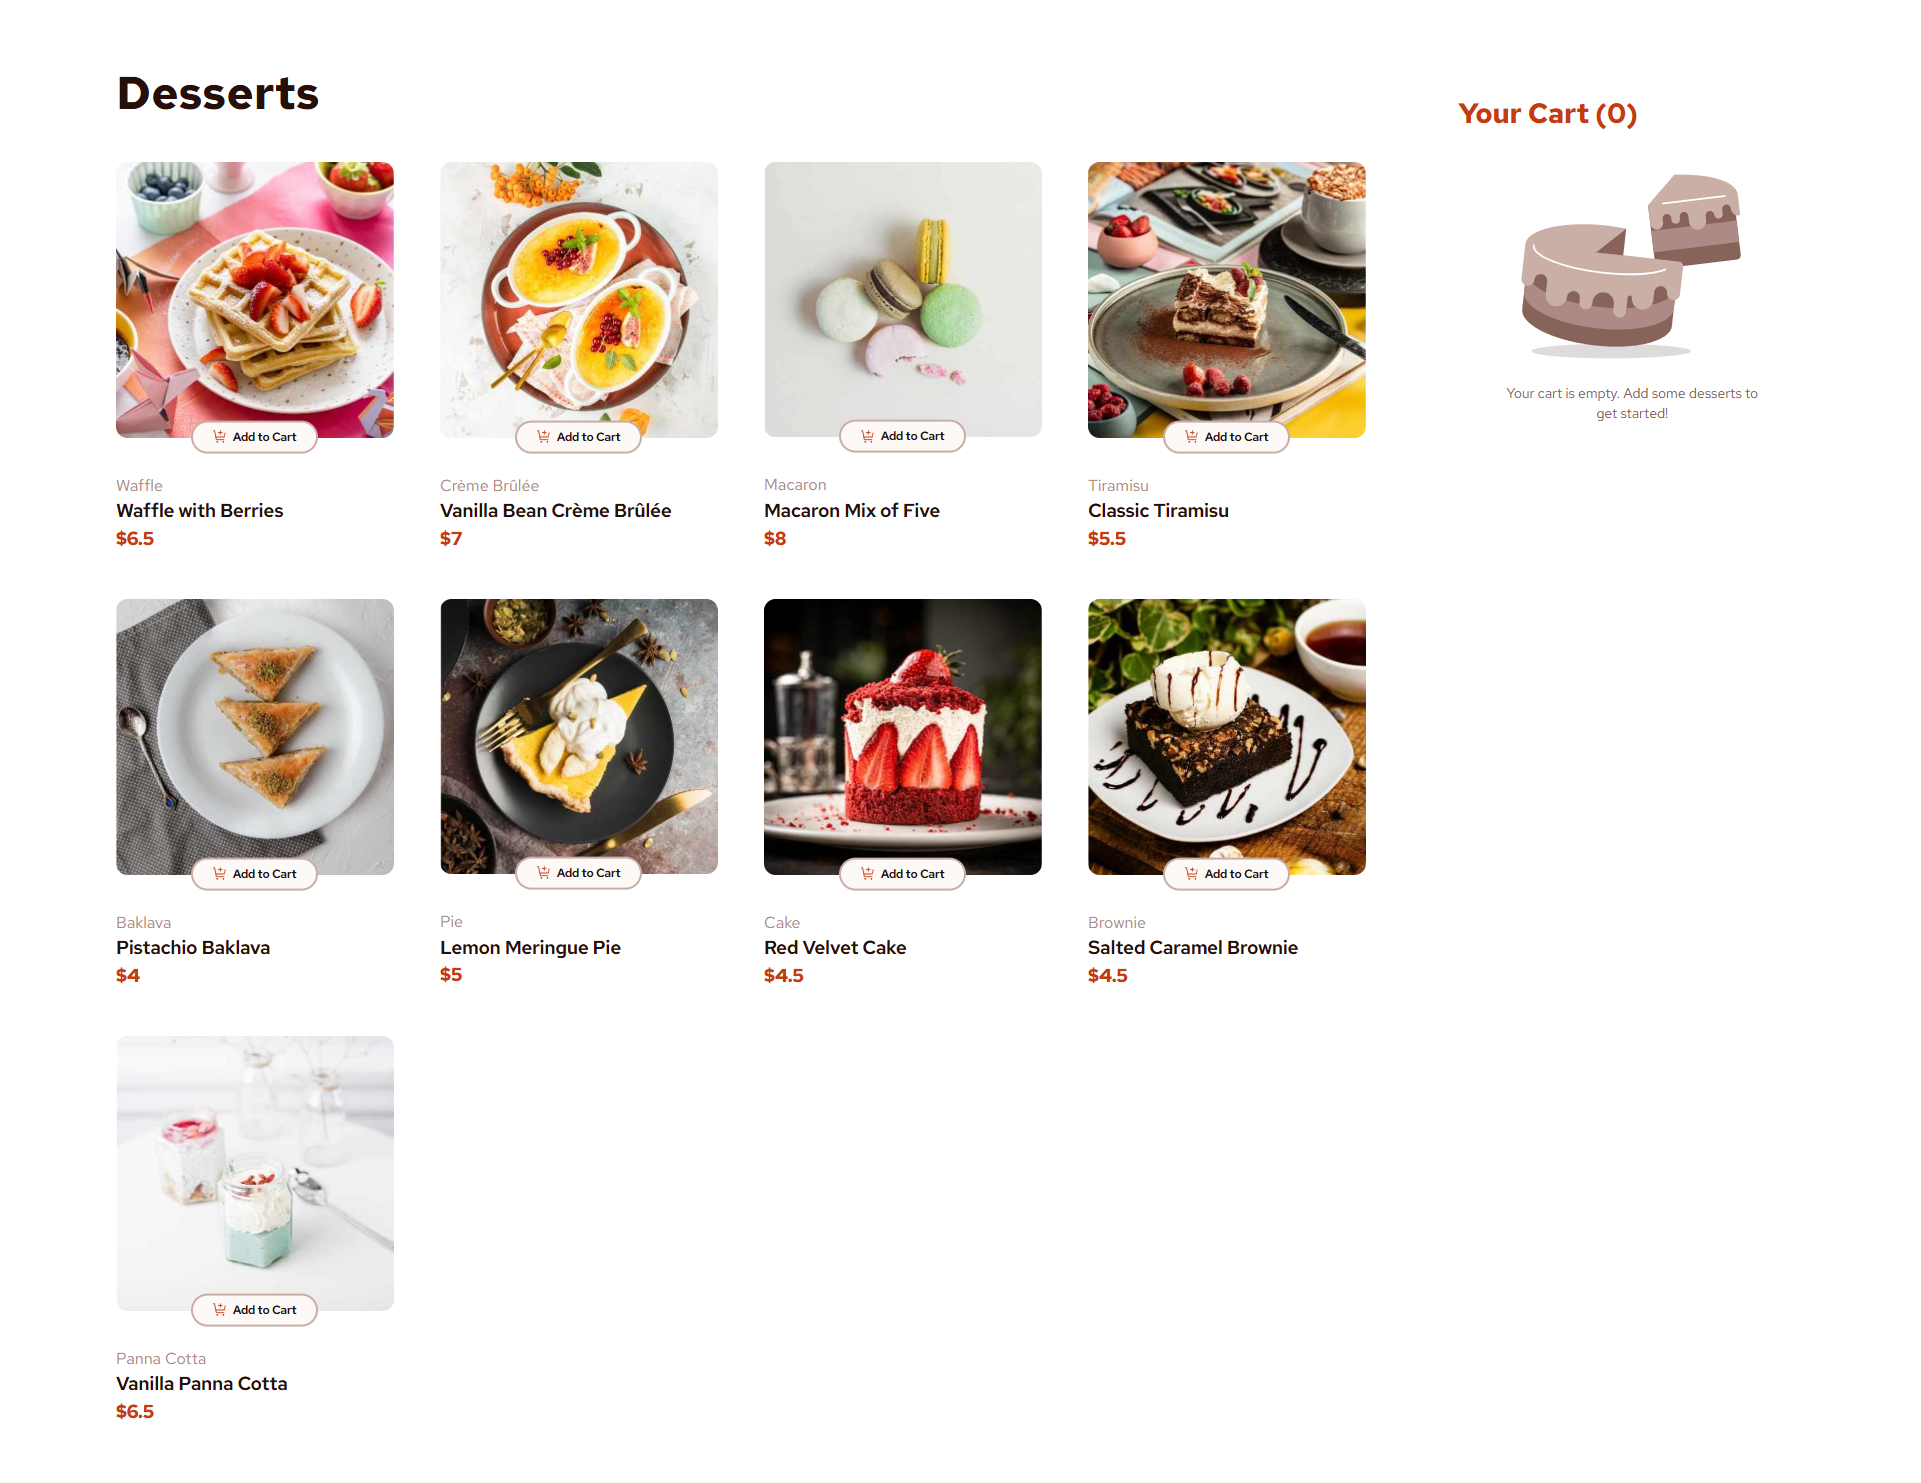 Desserts
Your Cart (0)
Add to Cart
Add to Cart
Add to Cart
Add to Cart
Your cart is empty. Add some desserts to
get started!
Waffle
Waffle with Berries
$6.5
Crème Brûlée
Vanilla Bean Crème Brûlée
$7
Macaron
Macaron Mix of Five
$8
Tiramisu
Classic Tiramisu
$5.5
Add to Cart
Add to Cart
Add to Cart
Add to Cart
Baklava
Pistachio Baklava
$4
Pie
Lemon Meringue Pie
$5
Cake
Red Velvet Cake
$4.5
Brownie
Salted Caramel Brownie
$4.5
Add to Cart
Panna Cotta
Vanilla Panna Cotta
$6.5